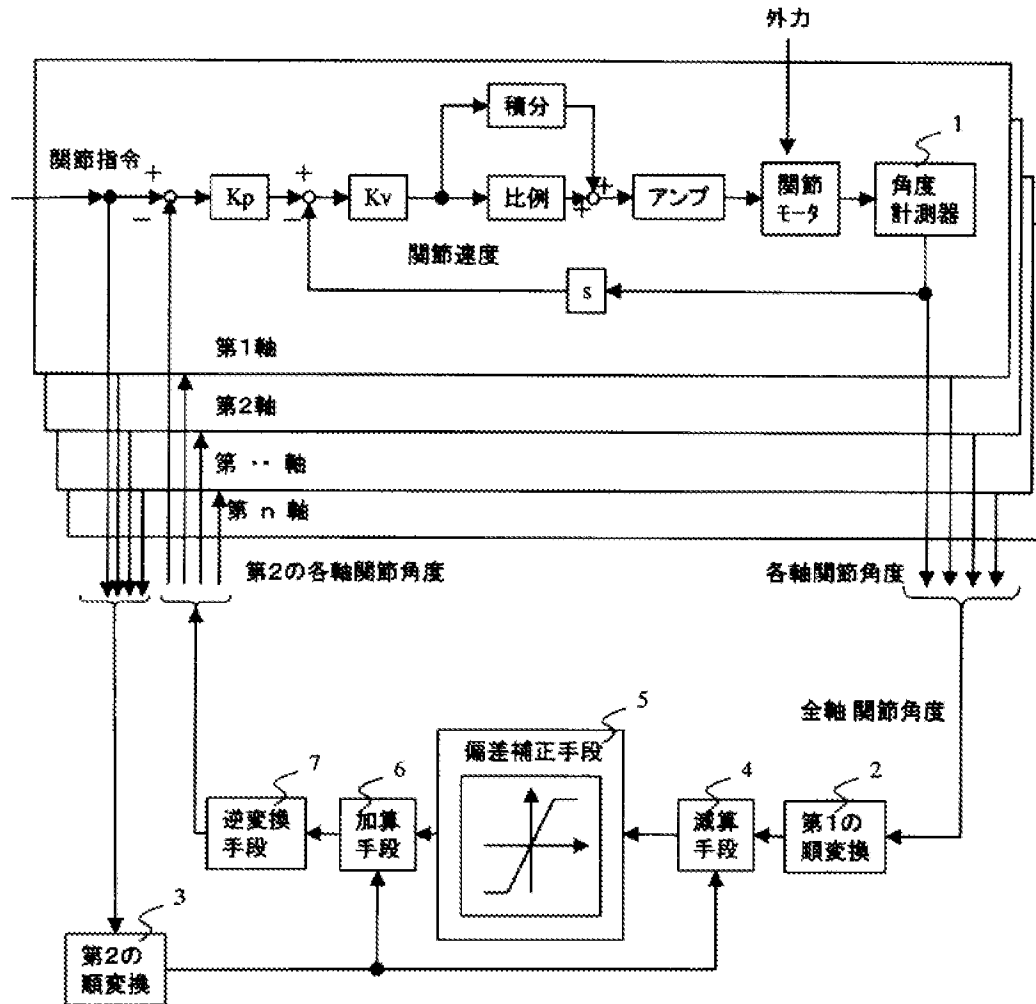 外力
積分
1
関節指令
+
−
Kp
+
−
Kv
比例
+
+
アンプ
関節
モータ
角度
計測器
関節速度
s
第1軸
第2軸
第 ‥ 軸
第 n 軸
第2の各軸関節角度
各軸関節角度
全軸関節角度
5
偏差補正手段
7
逆変換
手段
6
加算
手段
4
減算
手段
2
第1の
順変換
3
第2の
順変換